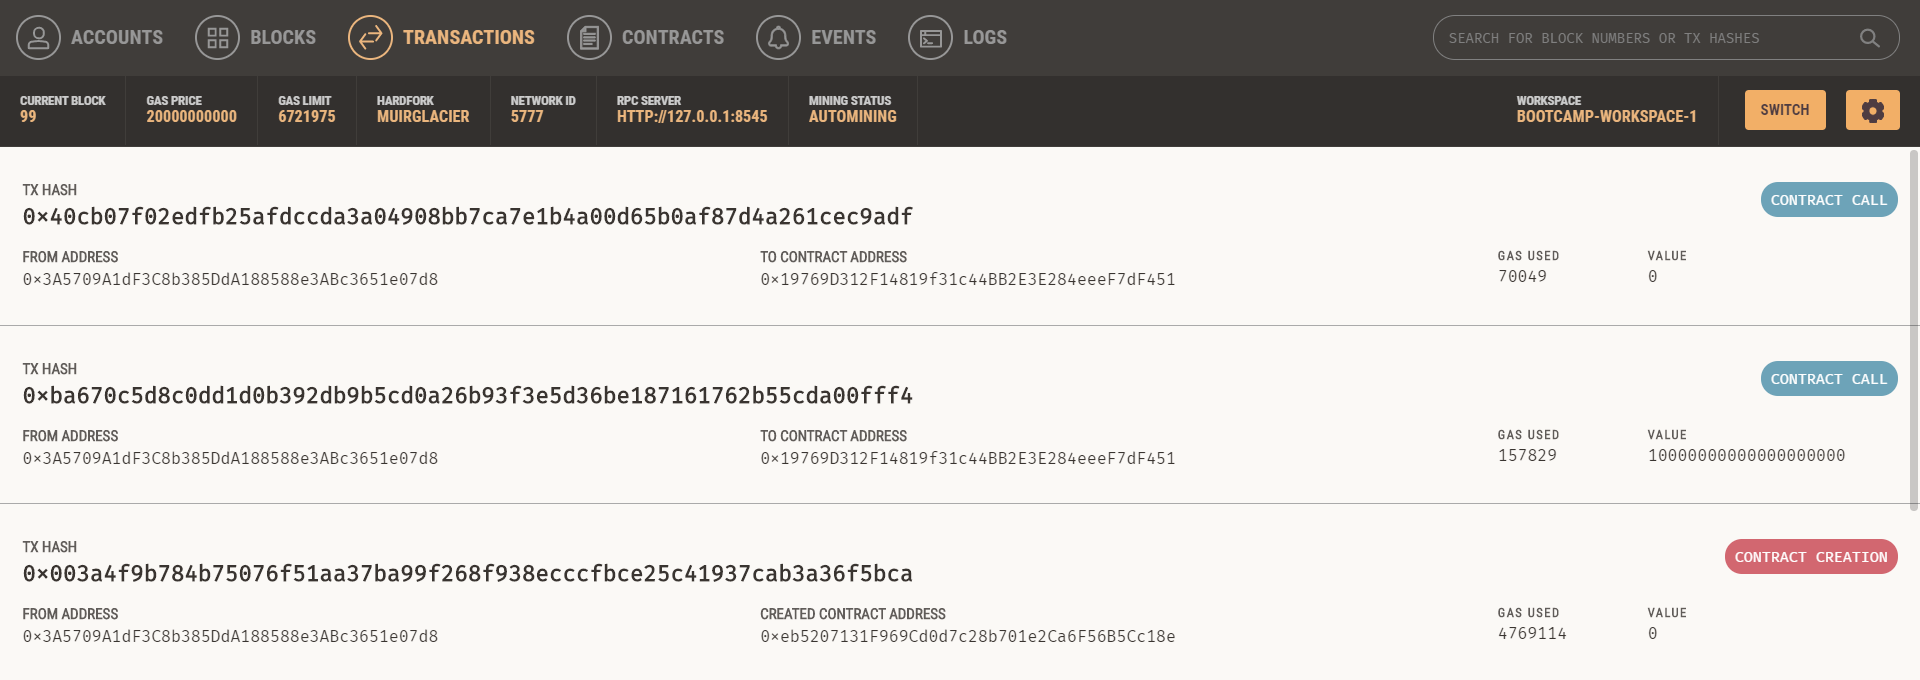 ACCOUNTS BLOCKS TRANSACTIONS CONTRACTS EVENTS LOGS SEARCH FOR BLOCK NUMBERS OR TX HASHES
CURRENT BLOCK GAS PRICE GAS LIMIT HARDFORK NETWORK ID RPC SERVER MINING STATUS WORKSPACE
99 20000000000 6721975 MUIRGLACIER 5777 HTTP://127.0.0.1:8545 AUTOMINING BOOTCAMP-WORKSPACE-1 SWITCH
TX HASH
0×40cb07f02edfb25afdccda3a04908bb7ca7e1b4a00d65b0af87d4a261cec9adf CONTRACT CALL
FROM ADDRESS TO CONTRACT ADDRESS GAS USED VALUE
0×3A5709A1dF3C8b385DdA188588e3ABc3651e07d8 0×19769D312F14819f31c44BB2E3E284eeeF7dF451 70049 0
TX HASH
0×ba670c5d8c0dd1d0b392db9b5cd0a26b93f3e5d36be187161762b55cda00fff4 CONTRACT CALL
FROM ADDRESS TO CONTRACT ADDRESS GAS USED VALUE
0×3A5709A1dF3C8b385DdA188588e3ABc3651e07d8 0×19769D312F14819f31c44BB2E3E284eeeF7dF451 157829 10000000000000000000
TX HASH
0×003a4f9b784b75076f51aa37ba99f268f938ecccfbce25c41937cab3a36f5bca CONTRACT CREATION
FROM ADDRESS CREATED CONTRACT ADDRESS GAS USED VALUE
0×3A5709A1dF3C8b385DdA188588e3ABc3651e07d8 0×eb5207131F969Cd0d7c28b701e2Ca6F56B5Cc18e 4769114 0